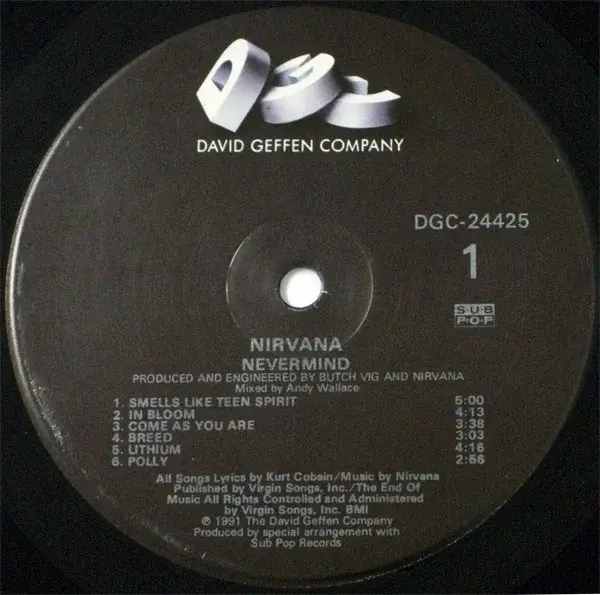 DGC
DAVID GEFFEN COMPANY
DGC-24425
1
SUB
POP
NIRVANA
NEVERMIND
PRODUCED AND ENGINEERED BY BUTCH VIG AND NIRVANA
Mixed by Andy Wallace
1. SMELLS LIKE TEEN SPIRIT 5:00
2. IN BLOOM 4:13
3. COME AS YOU ARE 3:38
4. BREED 3:03
5. LITHIUM 4:16
6. POLLY 2:56
All Songs Lyrics by Kurt Cobain/Music by Nirvana
Published by Virgin Songs, Inc./The End Of
Music All Rights Controlled and Administered
by Virgin Songs, Inc. BMI
℗ 1991 The David Geffen Company
Produced by special arrangement with
Sub Pop Records